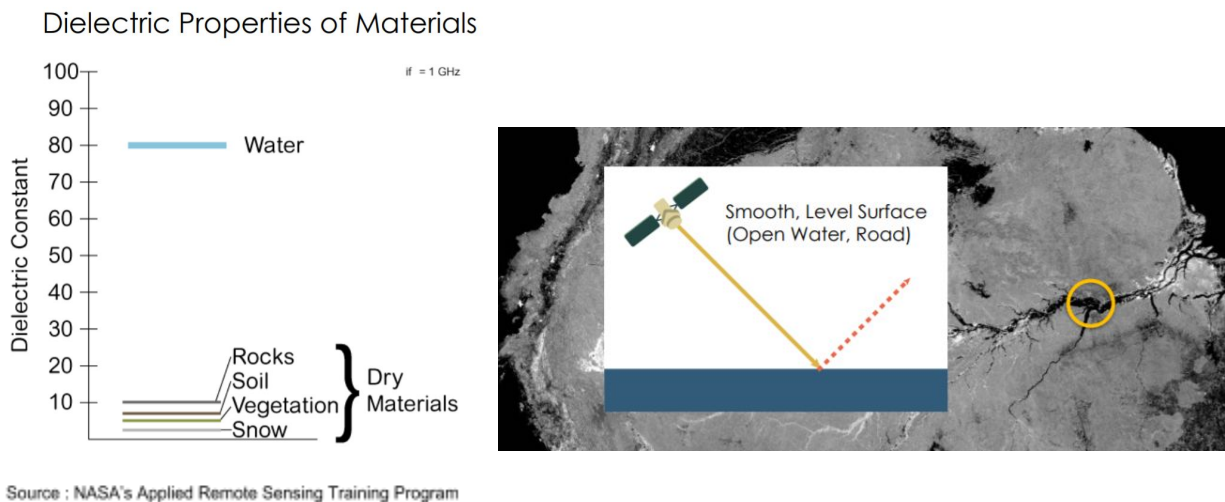 Dielectric Properties of Materials
if = 1 GHz
Dielectric Constant
100
90
80
70
60
50
40
30
20
10
Water
Rocks
Soil
Vegetation
Snow
Dry
Materials
Smooth, Level Surface
(Open Water, Road)
Source : NASA's Applied Remote Sensing Training Program